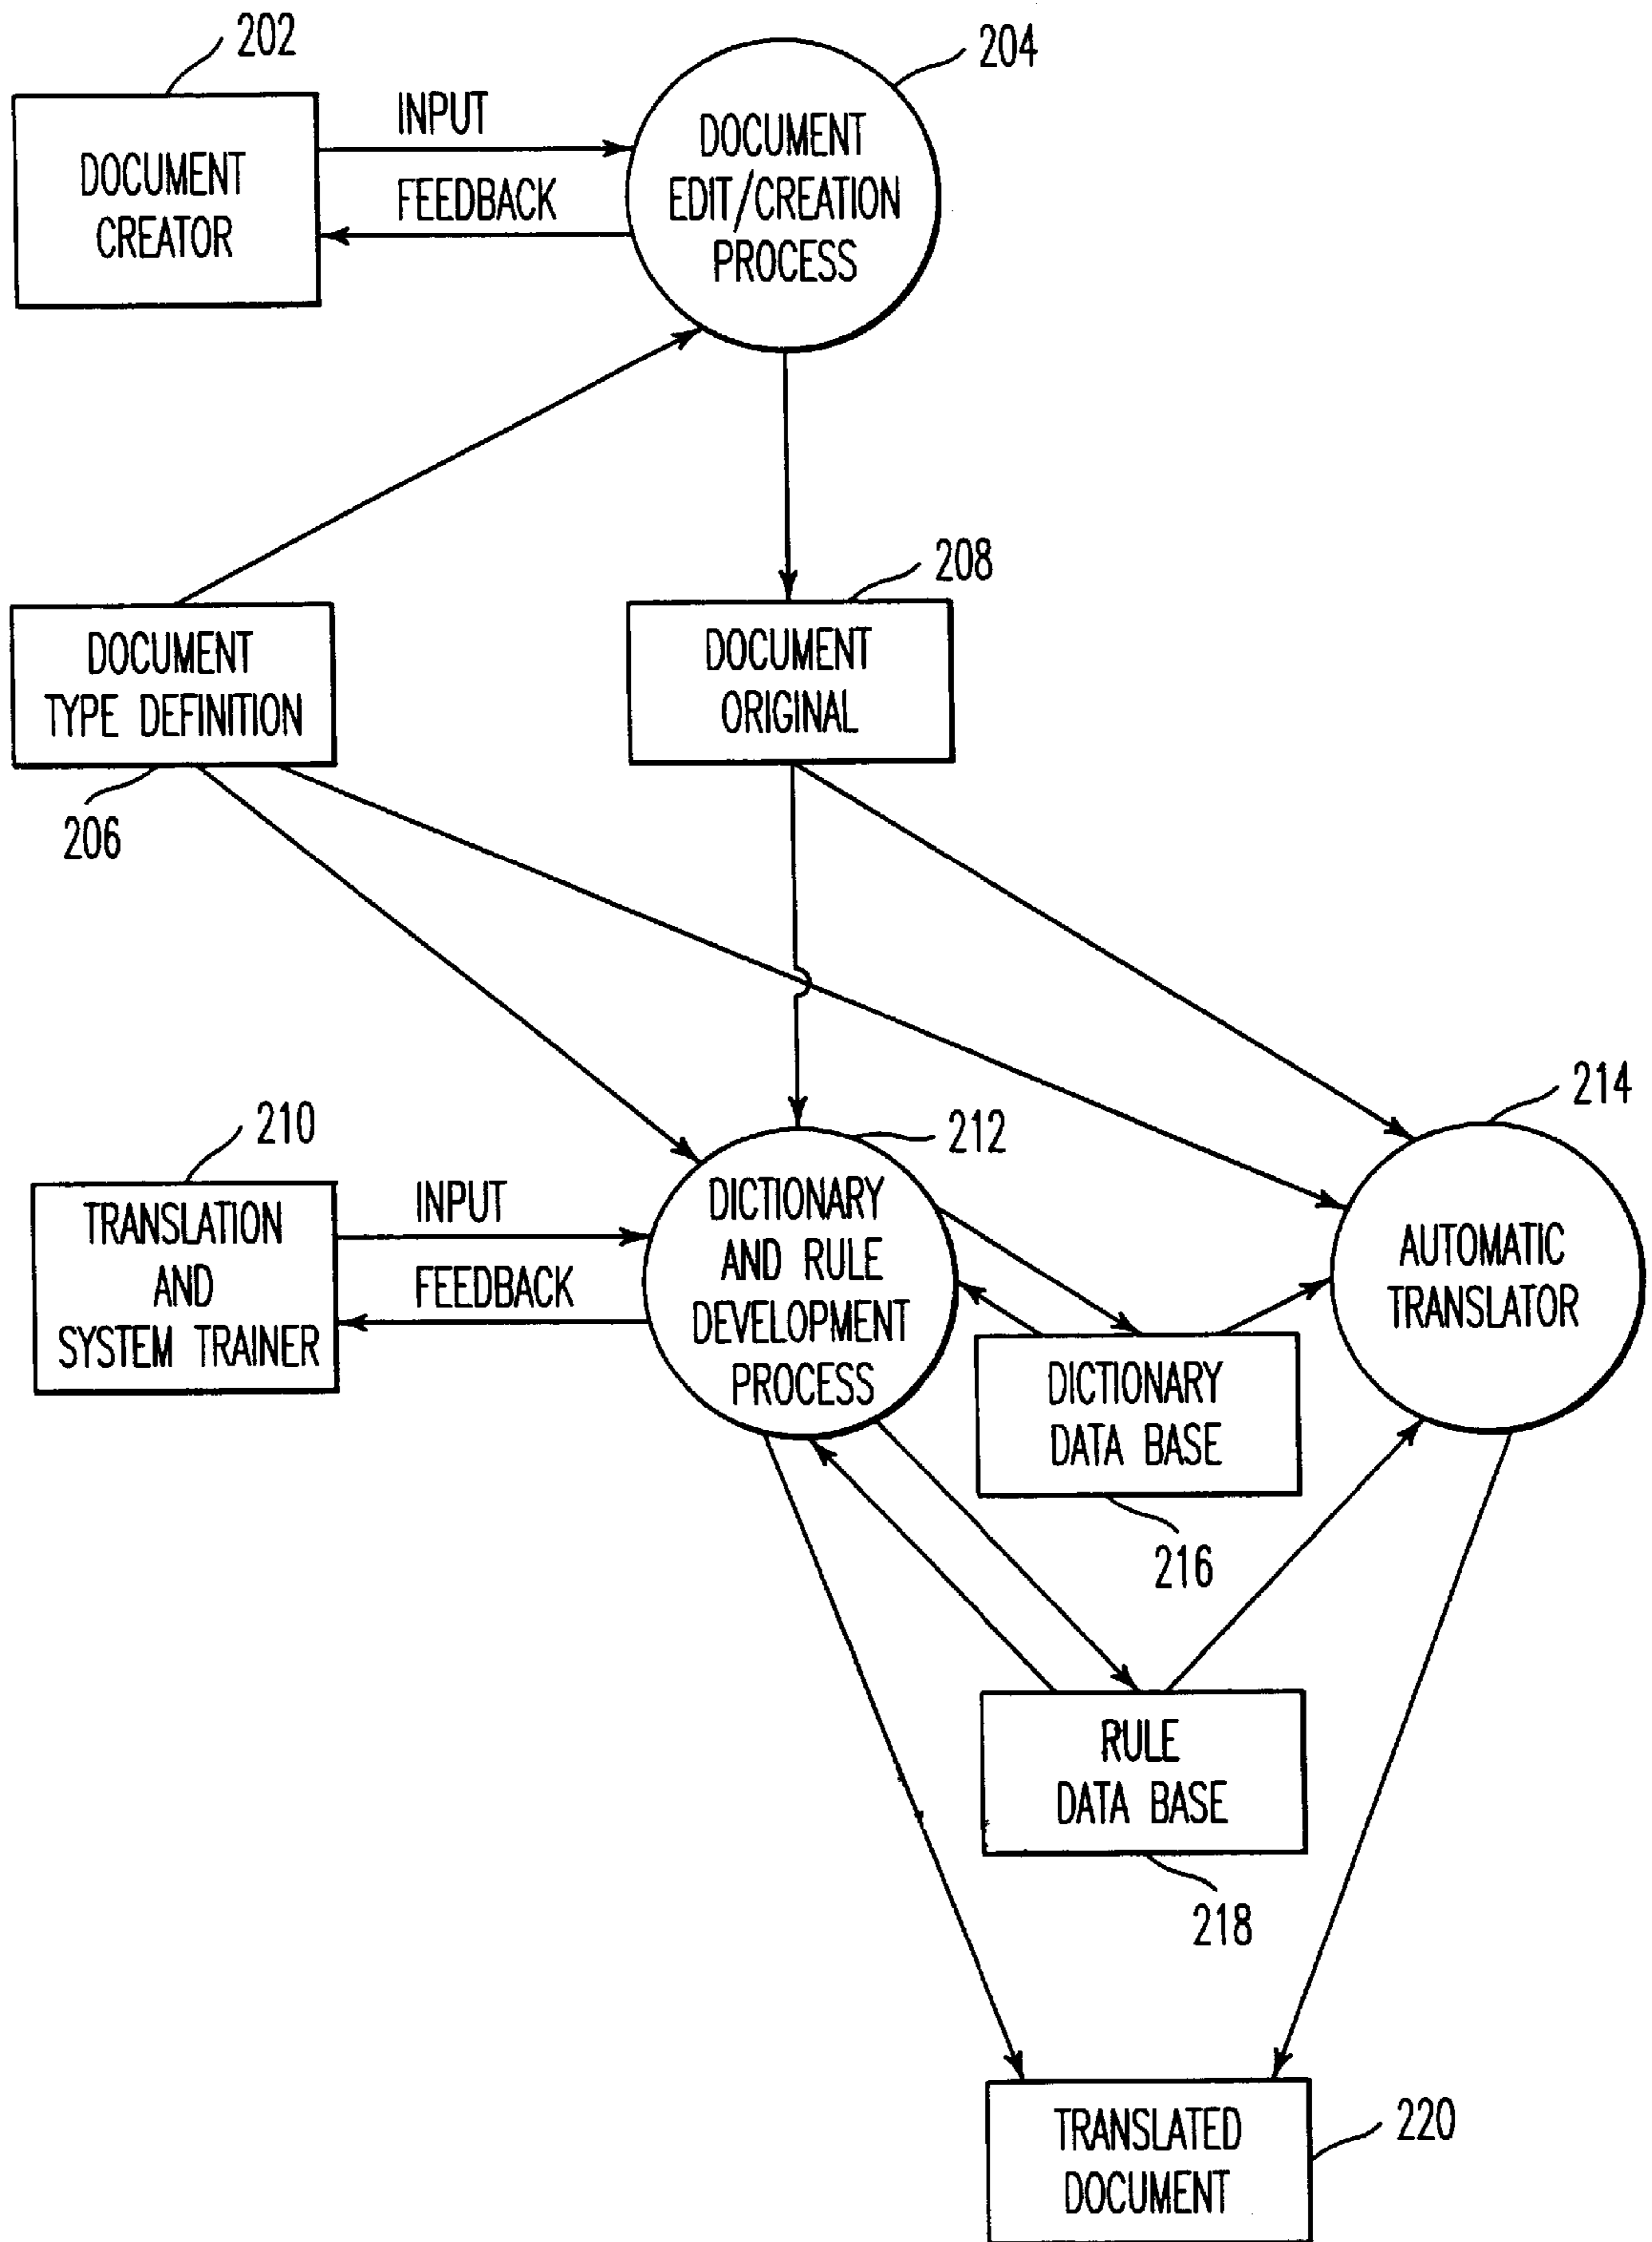 202
204
INPUT
DOCUMENT
CREATOR
FEEDBACK
DOCUMENT
EDIT/CREATION
PROCESS
208
DOCUMENT
TYPE DEFINITION
DOCUMENT
ORIGINAL
206
214
210
212
TRANSLATION
AND
SYSTEM TRAINER
INPUT
FEEDBACK
DICTIONARY
AND RULE
DEVELOPMENT
PROCESS
AUTOMATIC
TRANSLATOR
DICTIONARY
DATA BASE
216
RULE
DATA BASE
218
TRANSLATED
DOCUMENT
220